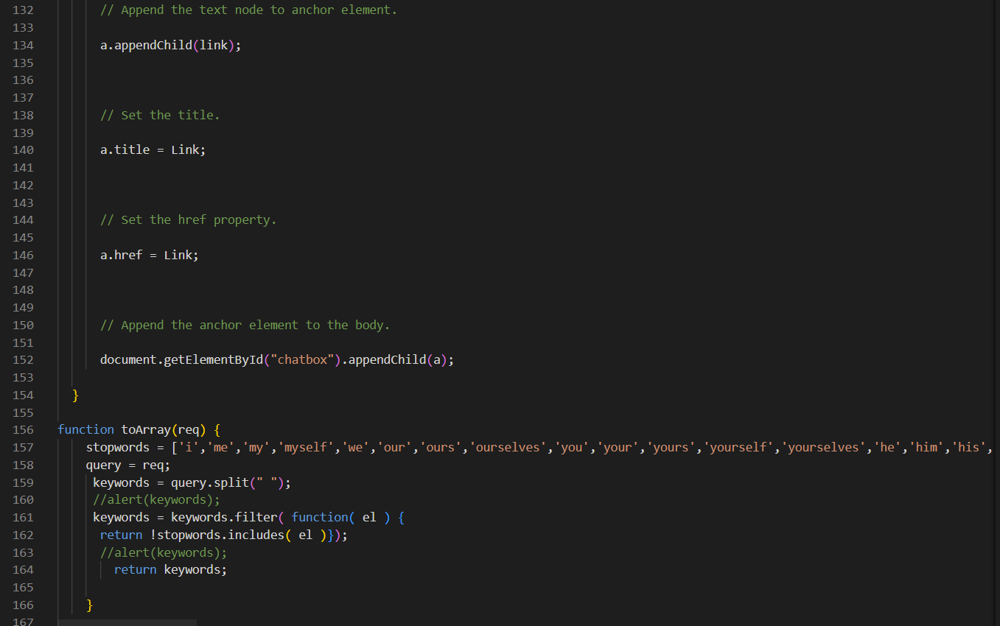 132 // Append the text node to anchor element.
133
134 a.appendChild(link);
135
136
137
138 // Set the title.
139
140 a.title = Link;
141
142
143
144 // Set the href property.
145
146 a.href = Link;
147
148
149
150 // Append the anchor element to the body.
151
152 document.getElementById("chatbox").appendChild(a);
153
154 }
155
156 function toArray(req) {
157 stopwords = ['i','me','my','myself','we','our','ours','ourselves','you','your','yours','yourself','yourselves','he','him','his',
158 query = req;
159 keywords = query.split(" ");
160 //alert(keywords);
161 keywords = keywords.filter( function( el ) {
162 return !stopwords.includes( el )});
163 //alert(keywords);
164 return keywords;
165
166 }
167